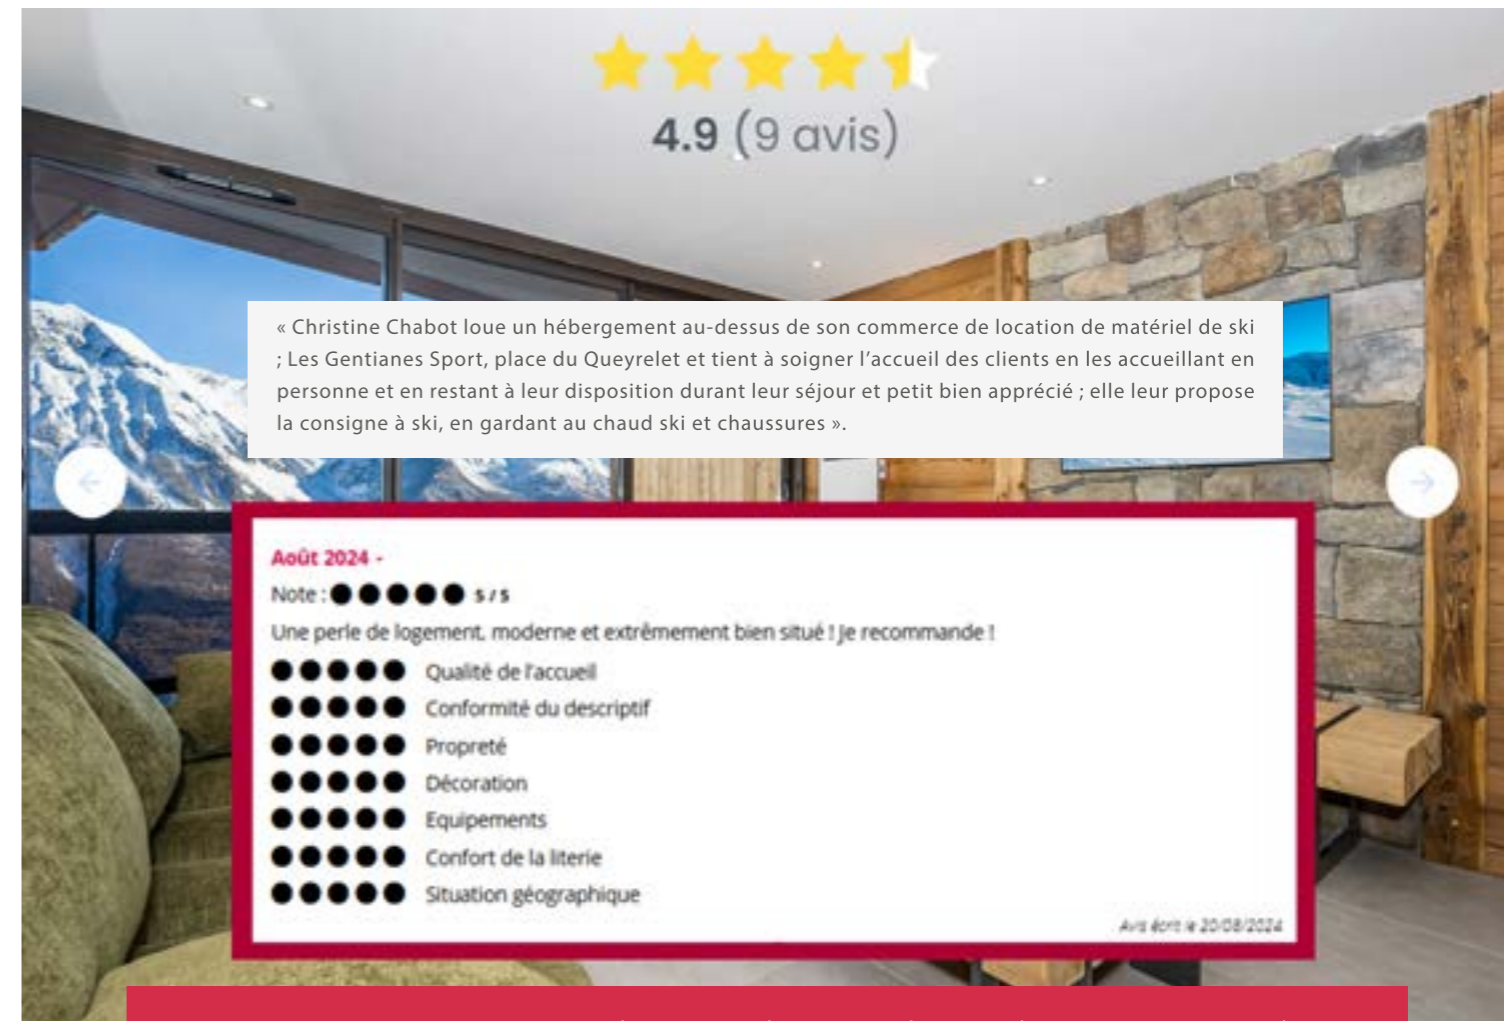 4.9 (9 avis)
« Christine Chabot loue un hébergement au-dessus de son commerce de location de matériel de ski
; Les Gentianes Sport, place du Queyrelet et tient à soigner l’accueil des clients en les accueillant en
personne et en restant à leur disposition durant leur séjour et petit bien apprécié ; elle leur propose
la consigne à ski, en gardant au chaud ski et chaussures ».
Août 2024 -
Note : 5 / 5
Une perle de logement, moderne et extrêmement bien situé ! Je recommande !
Qualité de l'accueil
Conformité du descriptif
Propreté
Décoration
Equipements
Confort de la literie
Situation géographique
Avis écrit le 20/08/2024